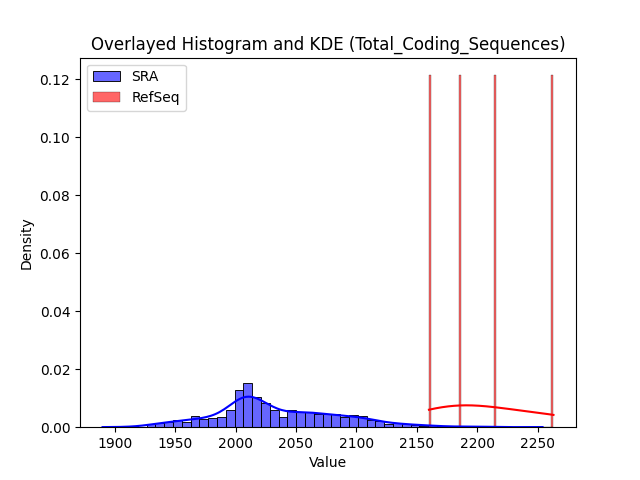 Overlayed Histogram and KDE (Total_Coding_Sequences)
SRA
RefSeq
0.12
0.10
0.08
0.06
0.04
0.02
0.00
Density
1900 1950 2000 2050 2100 2150 2200 2250
Value